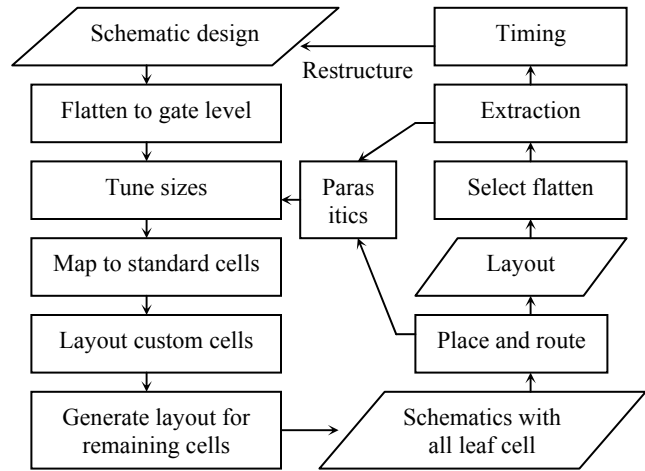 Schematic design
Flatten to gate level
Tune sizes
Map to standard cells
Layout custom cells
Generate layout for
remaining cells
Schematics with
all leaf cell
Place and route
Layout
Select flatten
Extraction
Timing
Restructure
Paras
itics